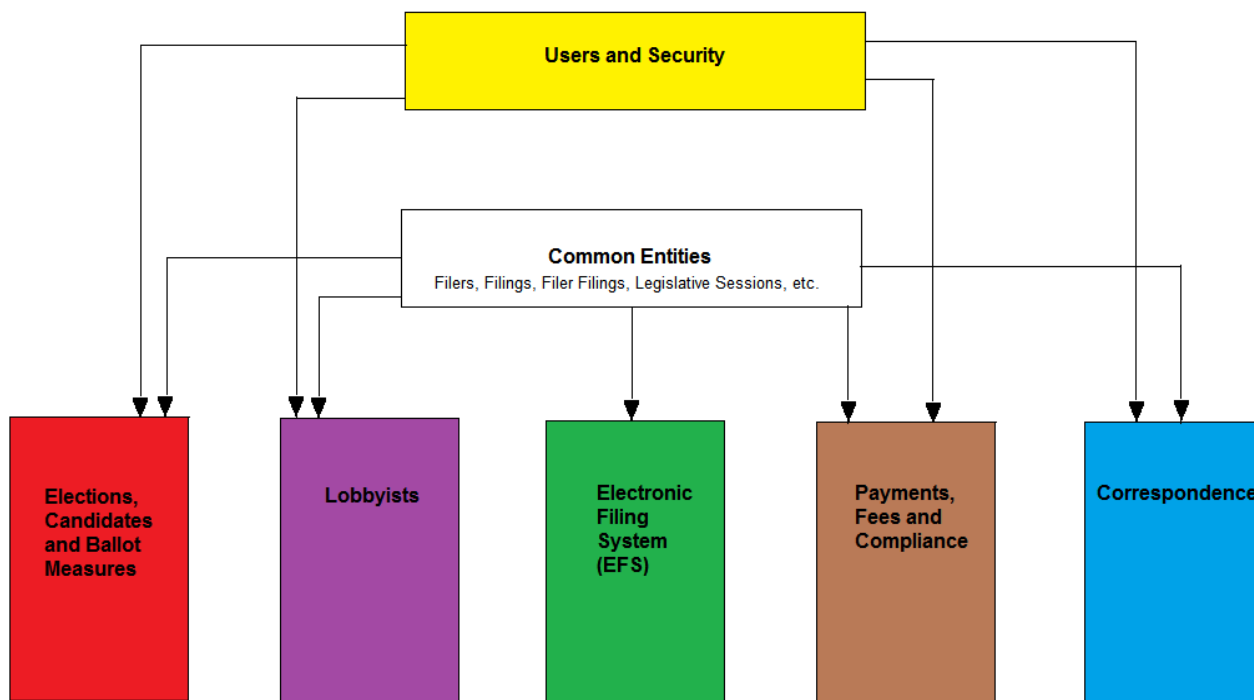 Users and Security
Common Entities
Filers, Filings, Filer Filings, Legislative Sessions, etc.
Elections,
Candidates
and Ballot
Measures
Lobbyists
Electronic
Filing
System
(EFS)
Payments,
Fees and
Compliance
Correspondence